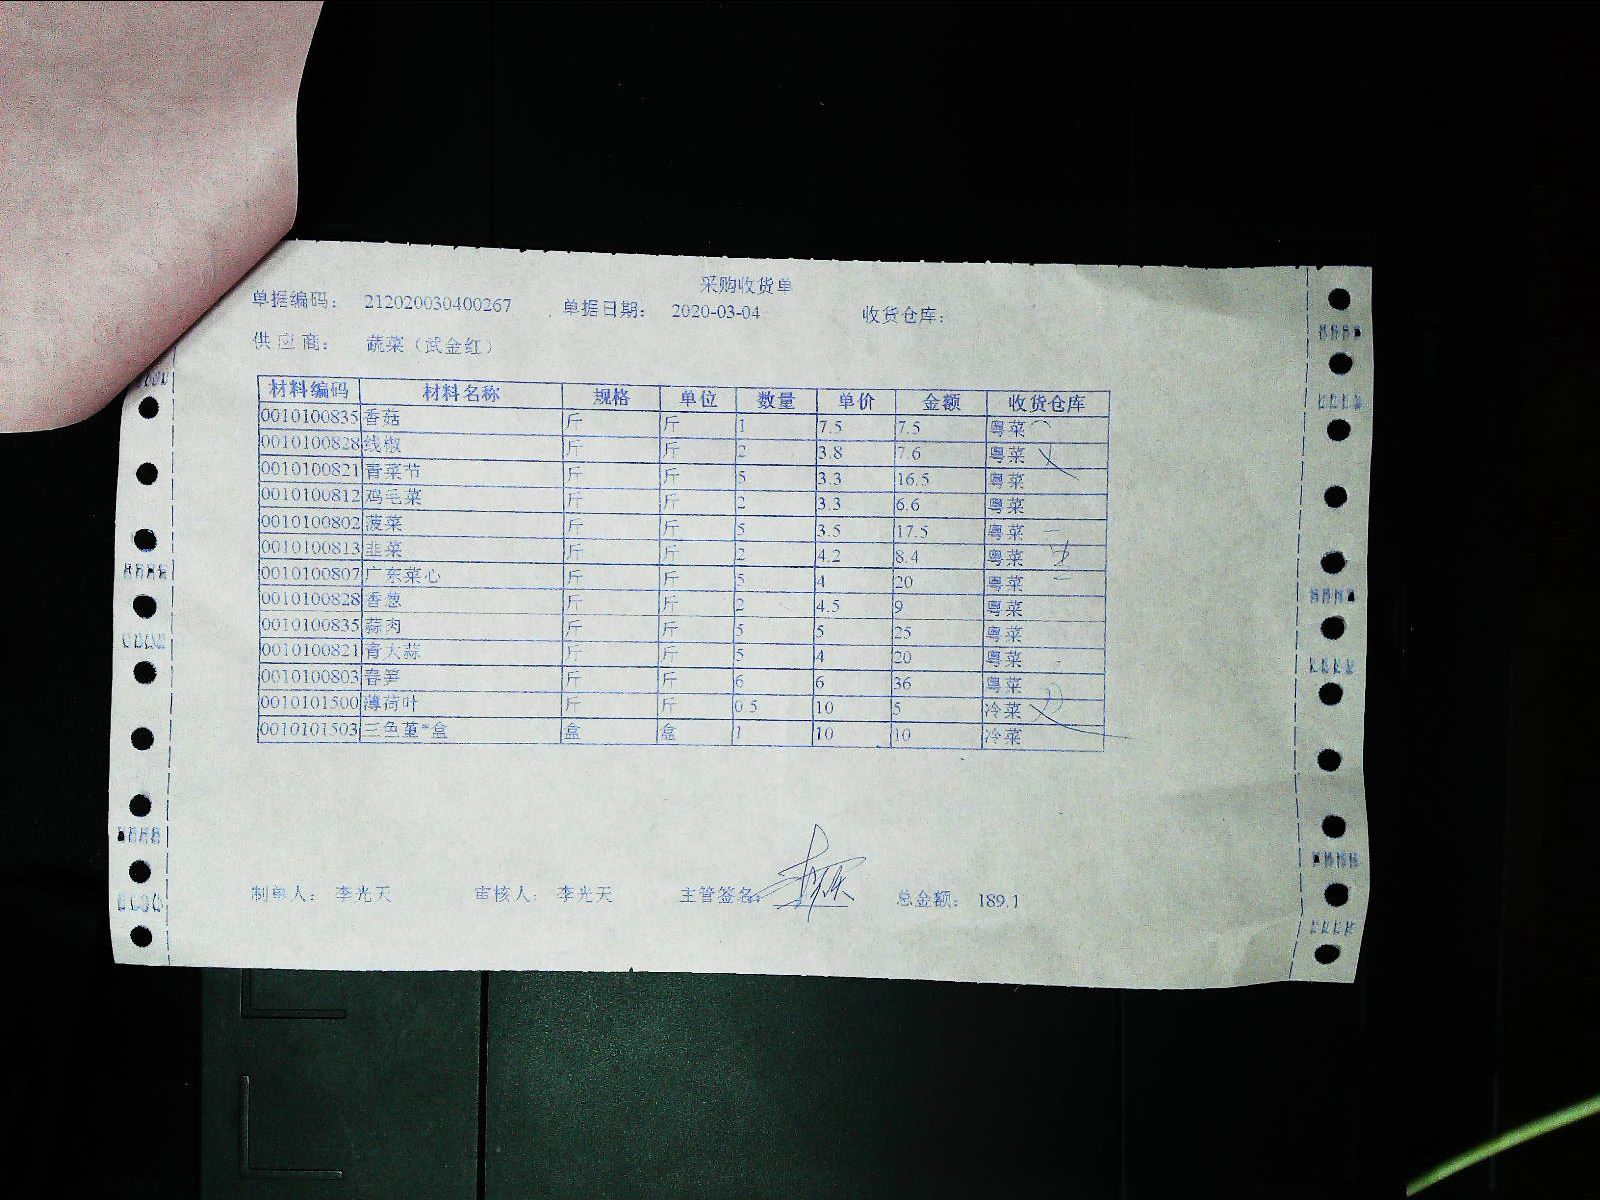 采购收货单
单据编码： 212020030400267 单据日期： 2020-03-04 收货仓库：
供应商： 蔬菜（试金红）
材料编码 材料名称 规格 单位 数量 单价 金额 收货仓库
0010100835 香菇 斤 斤 1 7.5 7.5 粤菜
0010100828 线椒 斤 斤 2 3.8 7.6 粤菜
0010100821 青菜节 斤 斤 5 3.3 16.5 粤菜
0010100812 鸡毛菜 斤 斤 2 3.3 6.6 粤菜
0010100802 菠菜 斤 斤 5 3.5 17.5 粤菜
0010100813 韭菜 斤 斤 2 4.2 8.4 粤菜
0010100807 广东菜心 斤 斤 5 4 20 粤菜
0010100828 香葱 斤 斤 2 4.5 9 粤菜
0010100835 蒜肉 斤 斤 5 5 25 粤菜
0010100821 青大蒜 斤 斤 5 4 20 粤菜
0010100803 春笋 斤 斤 6 6 36 粤菜
0010101500 薄荷叶 斤 斤 0.5 10 5 冷菜
0010101503 三色堇*盒 盒 盒 1 10 10 冷菜
制单人： 李光天 审核人： 李光天 主管签名： 总金额： 189.1